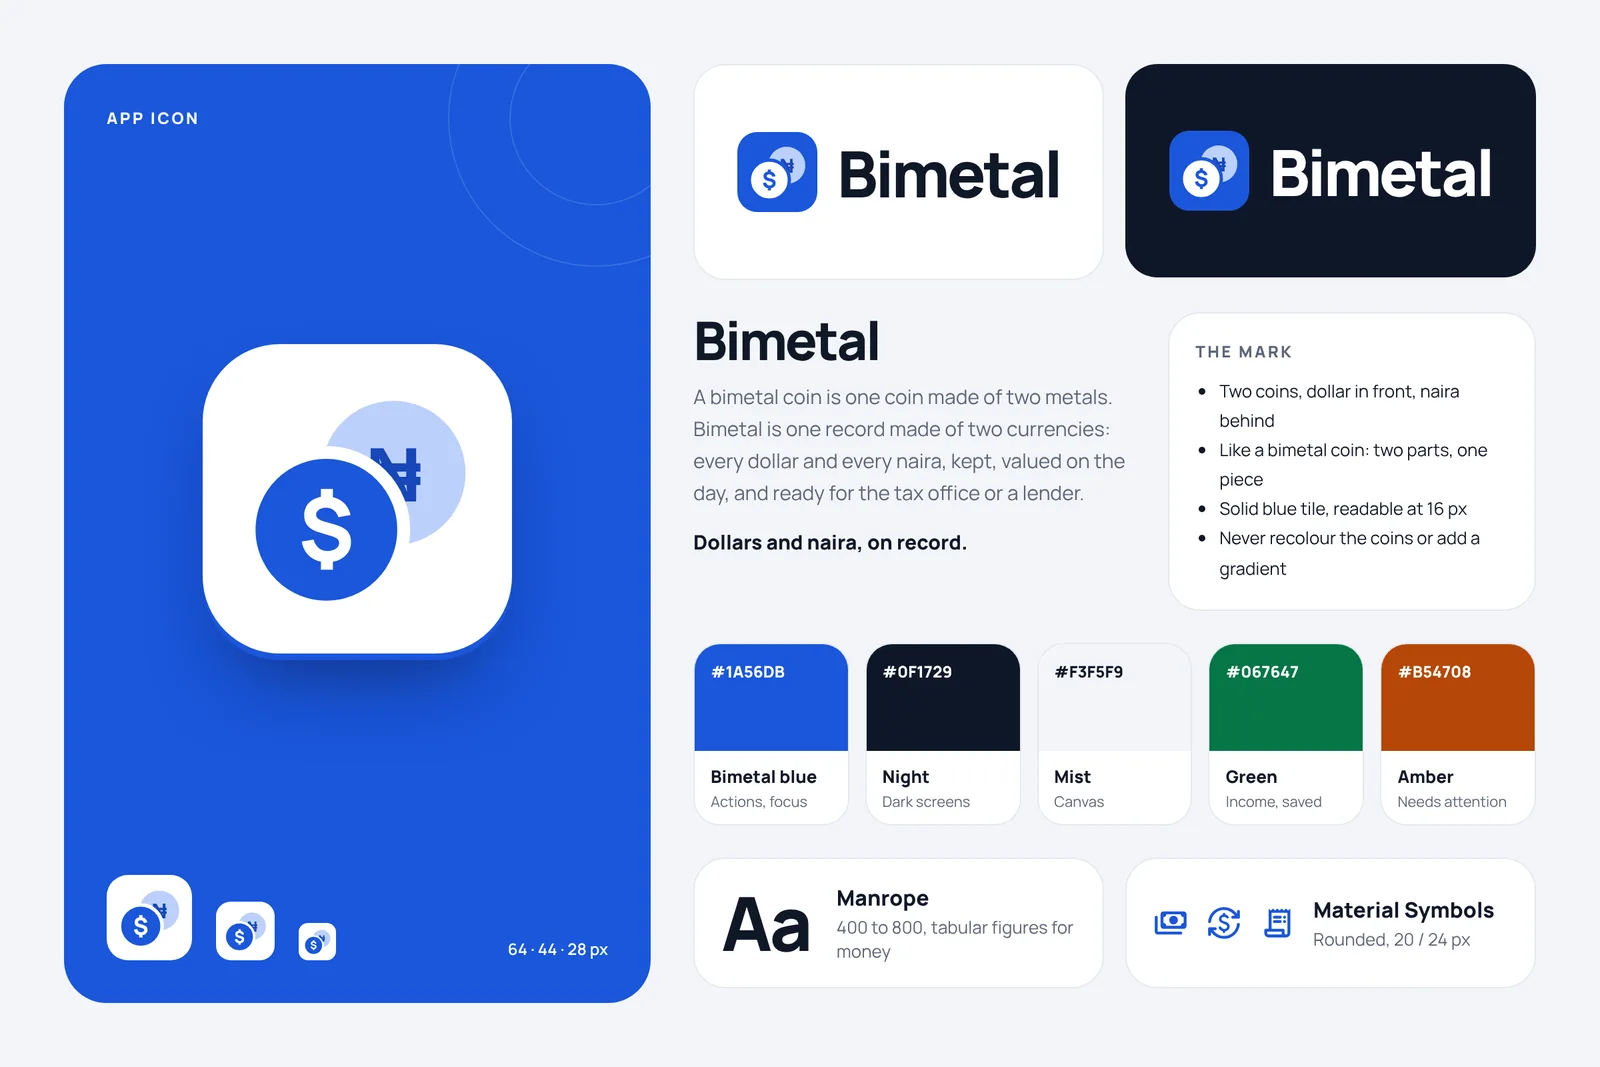 APP ICON
$ ₦
$ ₦
$ ₦
$ ₦
64 · 44 · 28 px
$ ₦ Bimetal
$ ₦ Bimetal
Bimetal
A bimetal coin is one coin made of two metals.
Bimetal is one record made of two currencies:
every dollar and every naira, kept, valued on the
day, and ready for the tax office or a lender.
Dollars and naira, on record.
THE MARK
• Two coins, dollar in front, naira
behind
• Like a bimetal coin: two parts, one
piece
• Solid blue tile, readable at 16 px
• Never recolour the coins or add a
gradient
#1A56DB
Bimetal blue
Actions, focus
#0F1729
Night
Dark screens
#F3F5F9
Mist
Canvas
#067647
Green
Income, saved
#B54708
Amber
Needs attention
Aa
Manrope
400 to 800, tabular figures for
money
$
Material Symbols
Rounded, 20 / 24 px